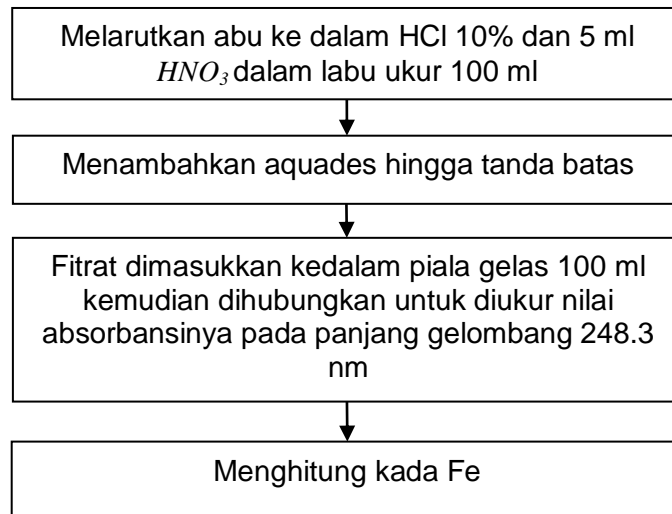 Melarutkan abu ke dalam HCl 10% dan 5 ml
HNO₃ dalam labu ukur 100 ml
Menambahkan aquades hingga tanda batas
Fitrat dimasukkan kedalam piala gelas 100 ml
kemudian dihubungkan untuk diukur nilai
absorbansinya pada panjang gelombang 248.3
nm
Menghitung kada Fe